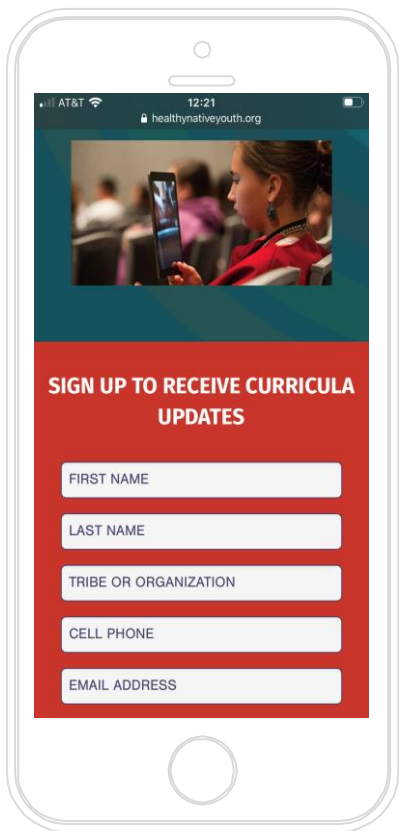 AT&T 12:21
healthynativeyouth.org
SIGN UP TO RECEIVE CURRICULA
UPDATES
FIRST NAME
LAST NAME
TRIBE OR ORGANIZATION
CELL PHONE
EMAIL ADDRESS